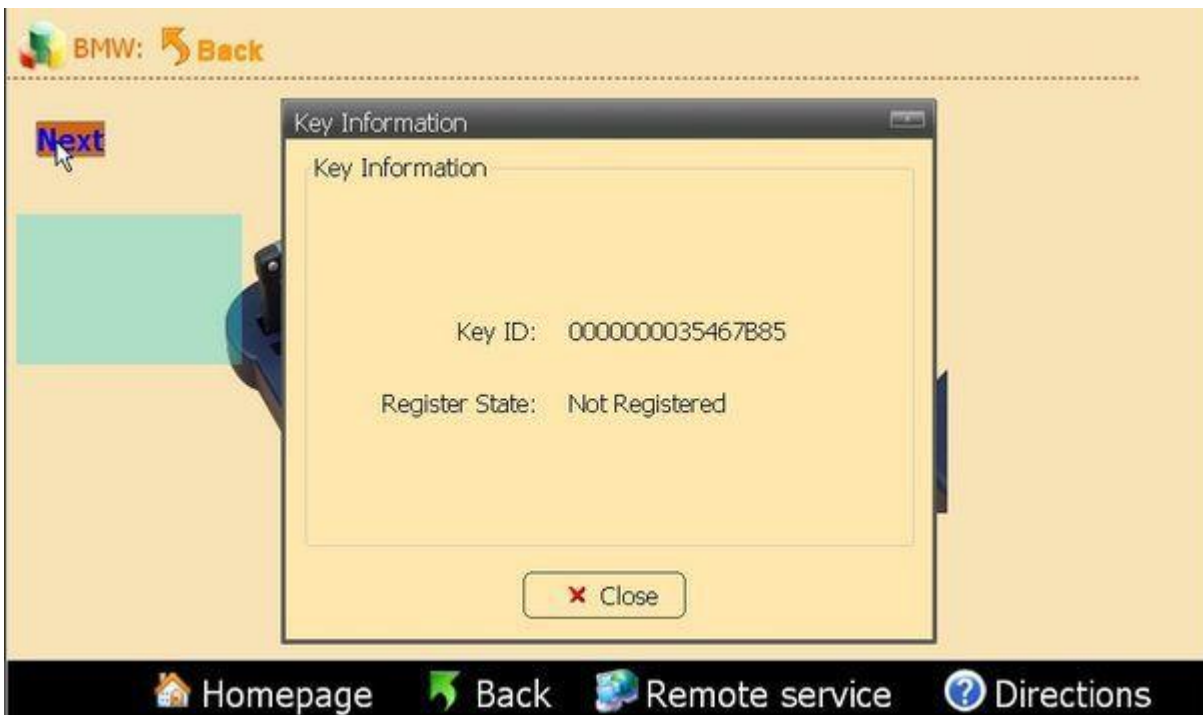 BMW: Back
Next
Key Information
Key Information
Key ID: 0000000035467B85
Register State: Not Registered
Close
Homepage Back Remote service Directions